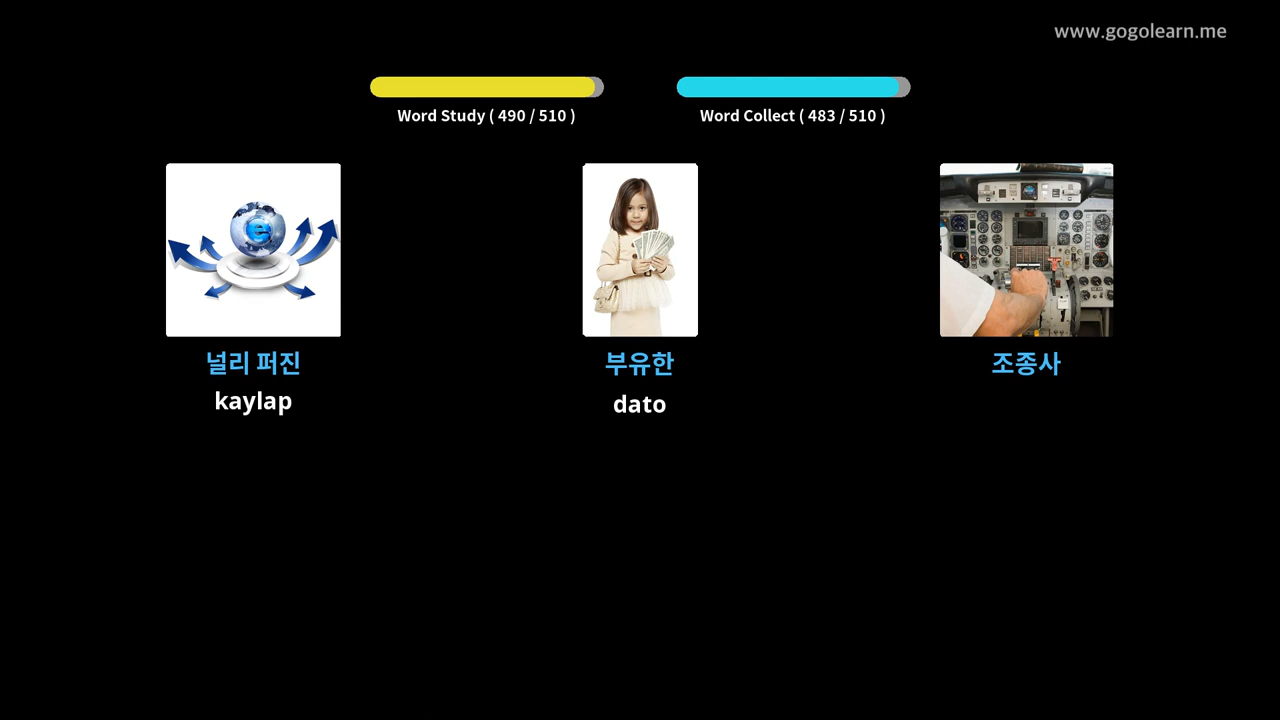 www.gogolearn.me
Word Study ( 490 / 510 )
Word Collect ( 483 / 510 )
널리 퍼진
kaylap
부유한
dato
조종사